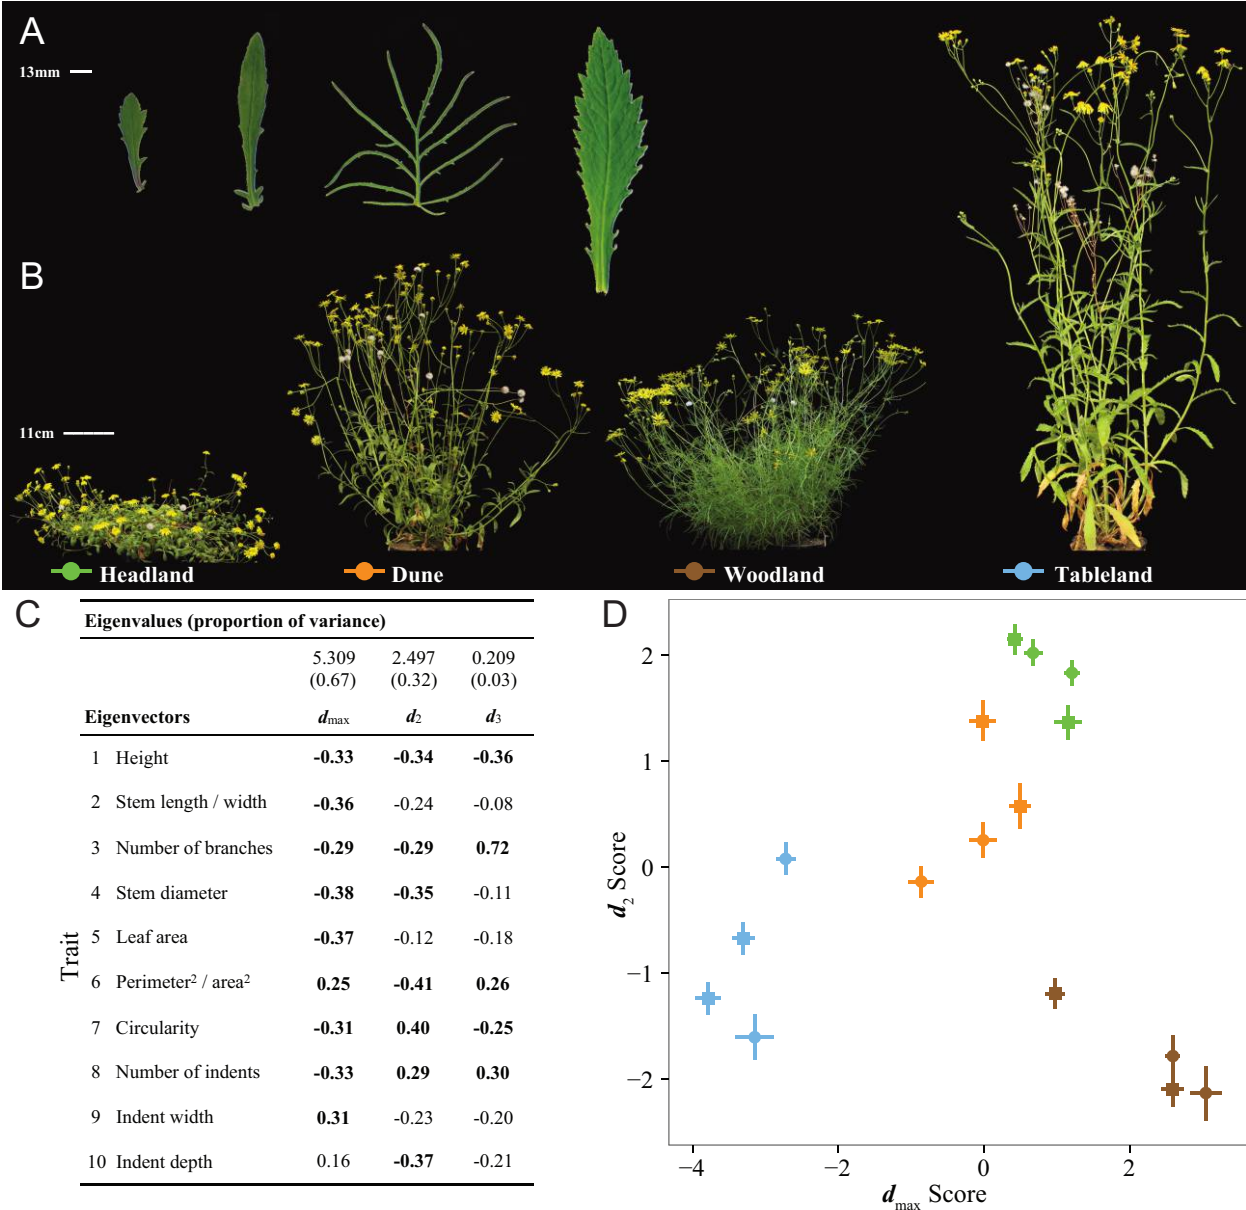 A
13mm
B
11cm
Headland Dune Woodland Tableland
C
Eigenvalues (proportion of variance)
5.309 2.497 0.209
(0.67) (0.32) (0.03)
Eigenvectors dmax d2 d3
Trait
1 Height -0.33 -0.34 -0.36
2 Stem length / width -0.36 -0.24 -0.08
3 Number of branches -0.29 -0.29 0.72
4 Stem diameter -0.38 -0.35 -0.11
5 Leaf area -0.37 -0.12 -0.18
6 Perimeter² / area² 0.25 -0.41 0.26
7 Circularity -0.31 0.40 -0.25
8 Number of indents -0.33 0.29 0.30
9 Indent width 0.31 -0.23 -0.20
10 Indent depth 0.16 -0.37 -0.21
D
d2 Score
2
1
0
−1
−2
−4 −2 0 2
dmax Score